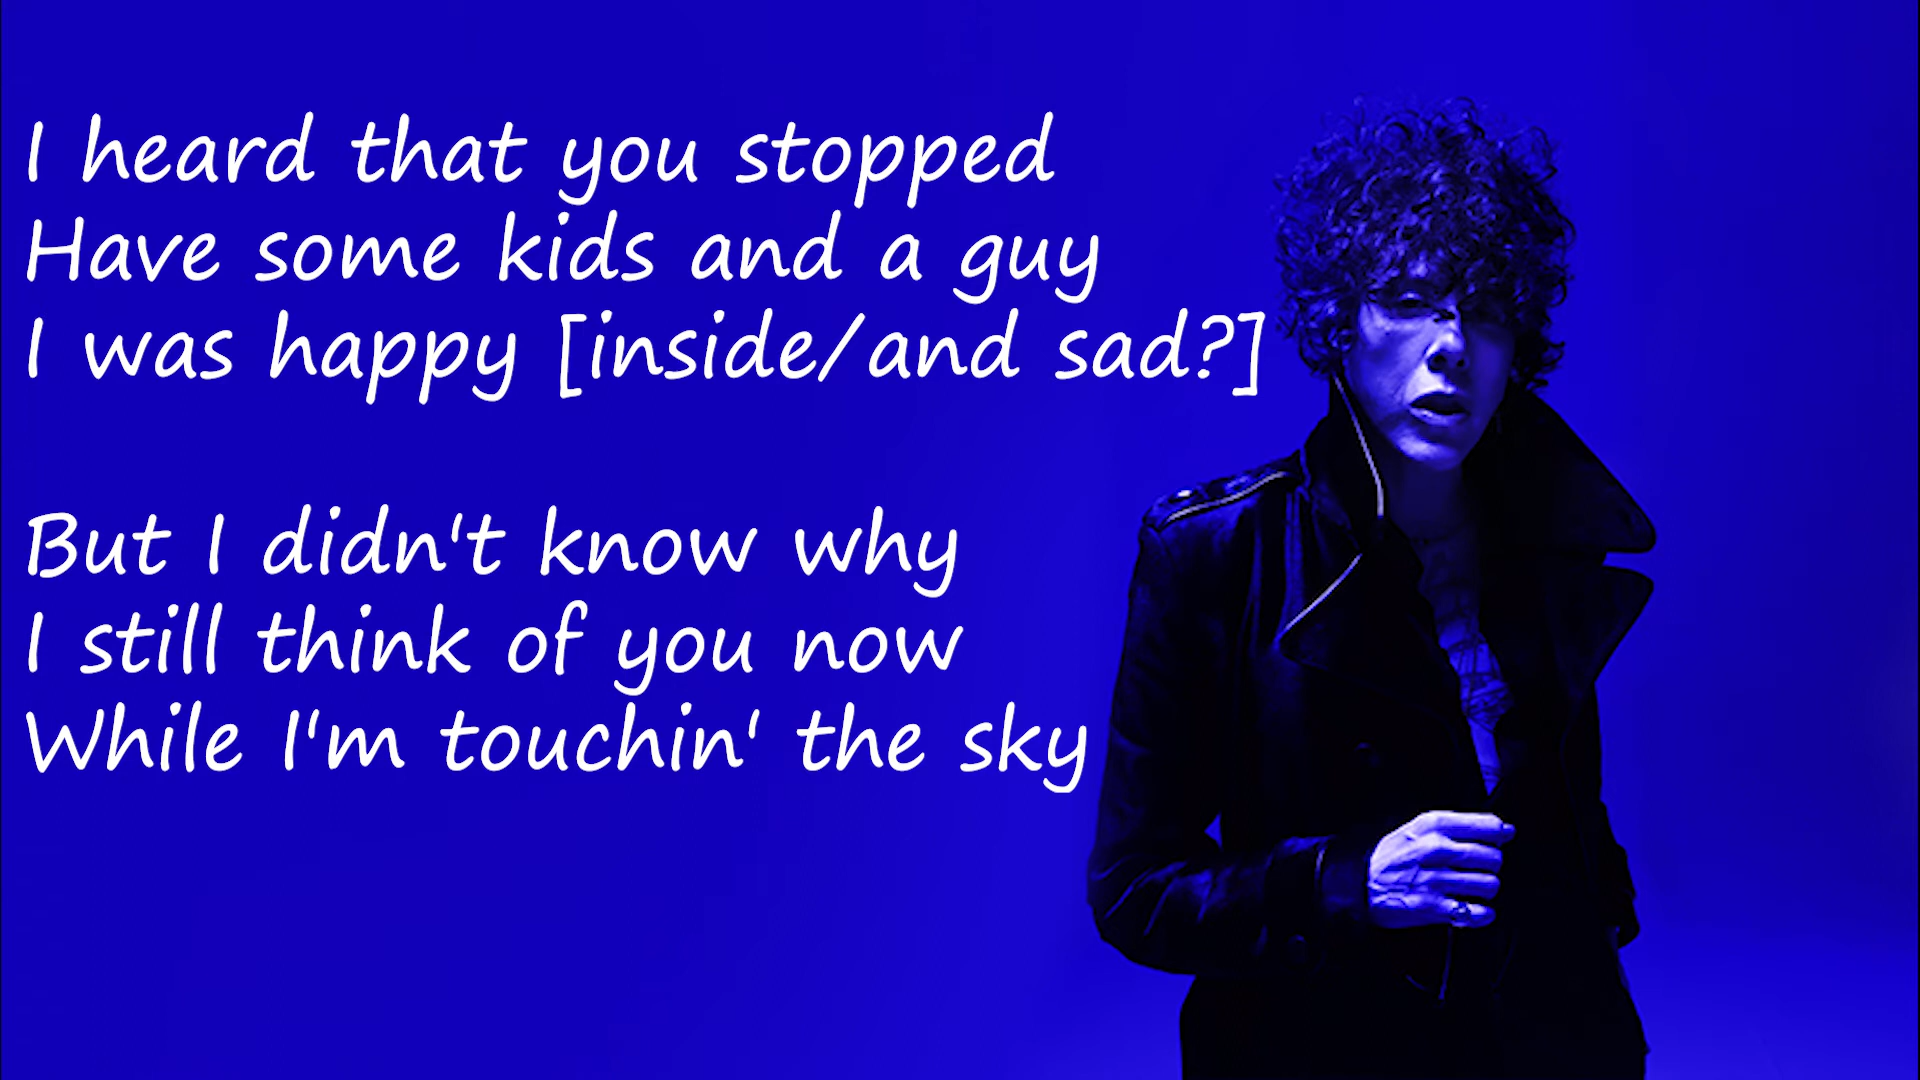 I heard that you stopped
Have some kids and a guy
I was happy [inside/and sad?]
But I didn't know why
I still think of you now
While I'm touchin' the sky